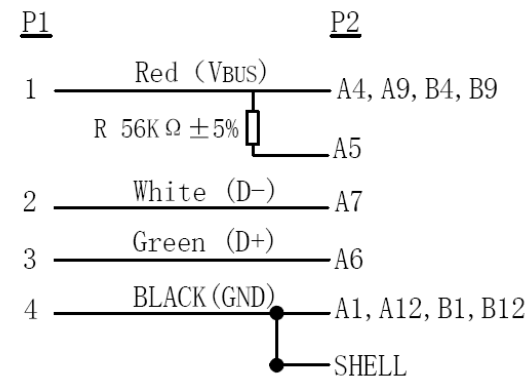 P1 P2
1 Red (VBUS) A4, A9, B4, B9
R 56KΩ±5%
A5
2 White (D-) A7
3 Green (D+) A6
4 BLACK(GND) A1, A12, B1, B12
SHELL